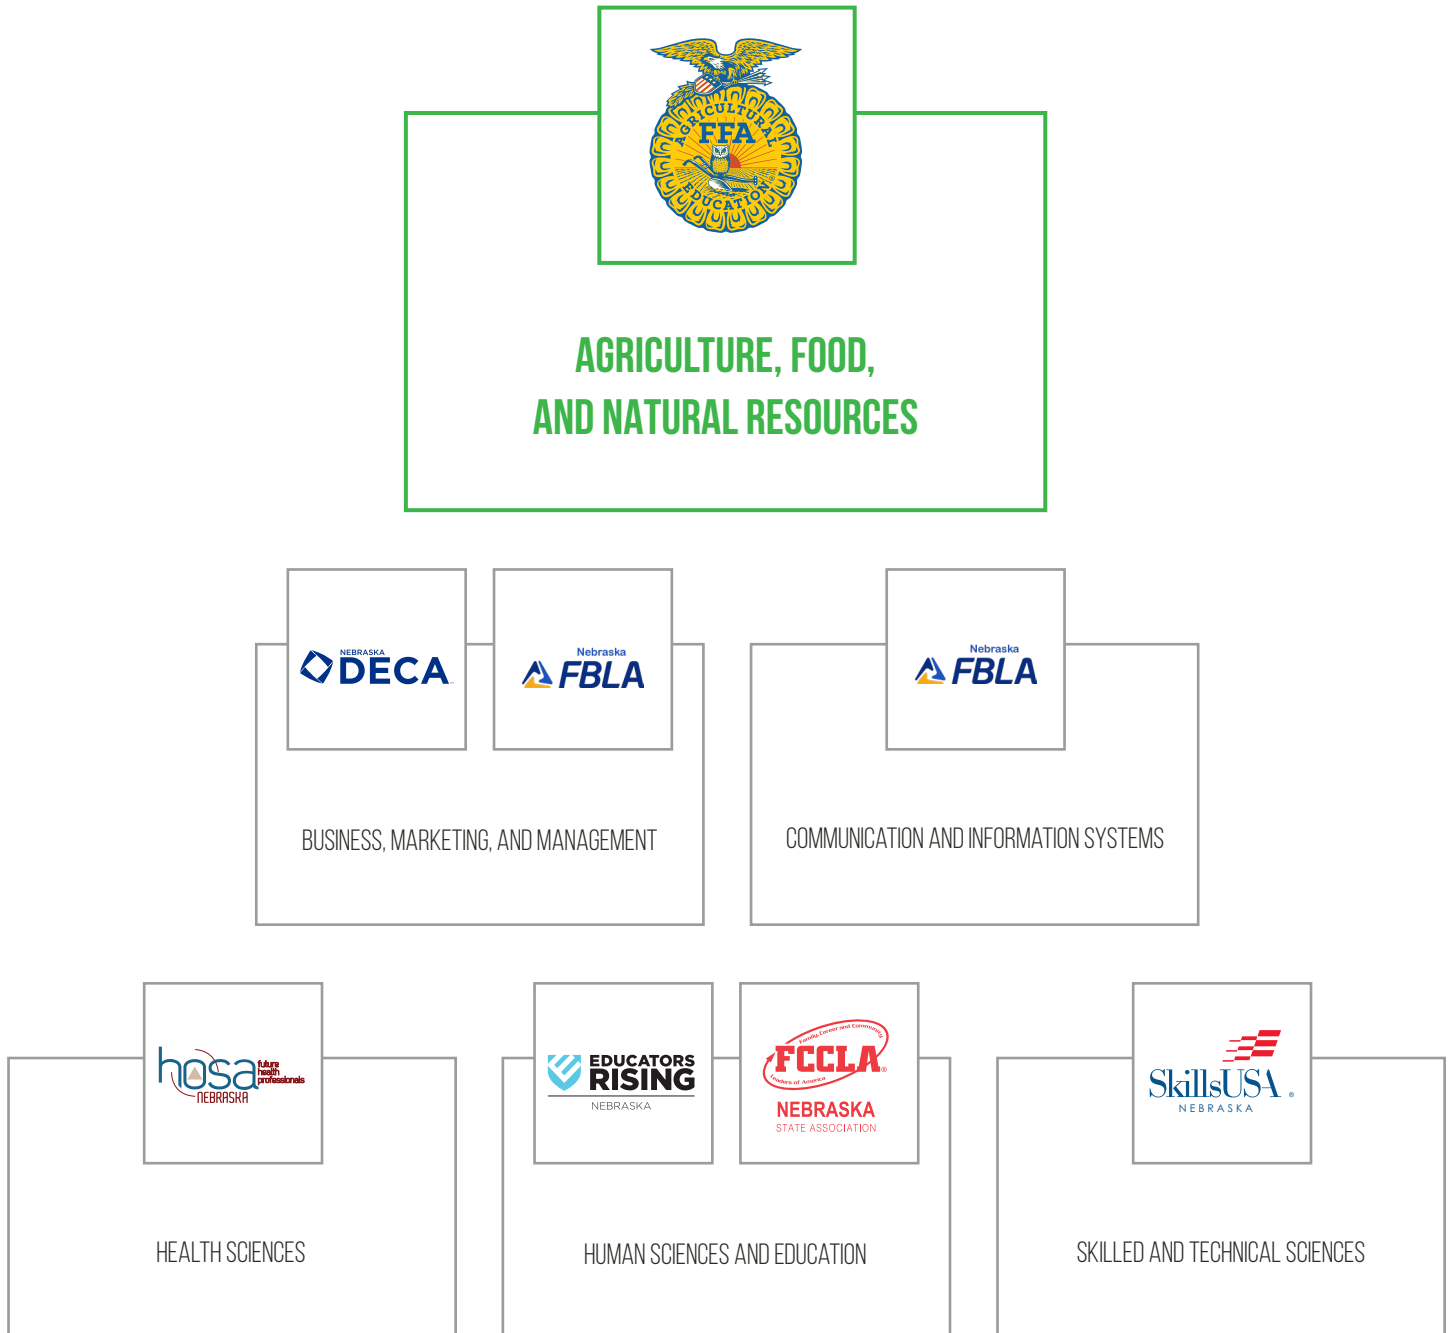 AGRICULTURAL
FFA
EDUCATION®
AGRICULTURE, FOOD,
AND NATURAL RESOURCES
NEBRASKA
DECA
Nebraska
FBLA
Nebraska
FBLA
BUSINESS, MARKETING, AND MANAGEMENT
COMMUNICATION AND INFORMATION SYSTEMS
hosa
future
health
professionals
NEBRASKA
EDUCATORS
RISING
NEBRASKA
Family, Career and Community
FCCLA®
Leaders of America
NEBRASKA
STATE ASSOCIATION
SkillsUSA®
NEBRASKA
HEALTH SCIENCES
HUMAN SCIENCES AND EDUCATION
SKILLED AND TECHNICAL SCIENCES